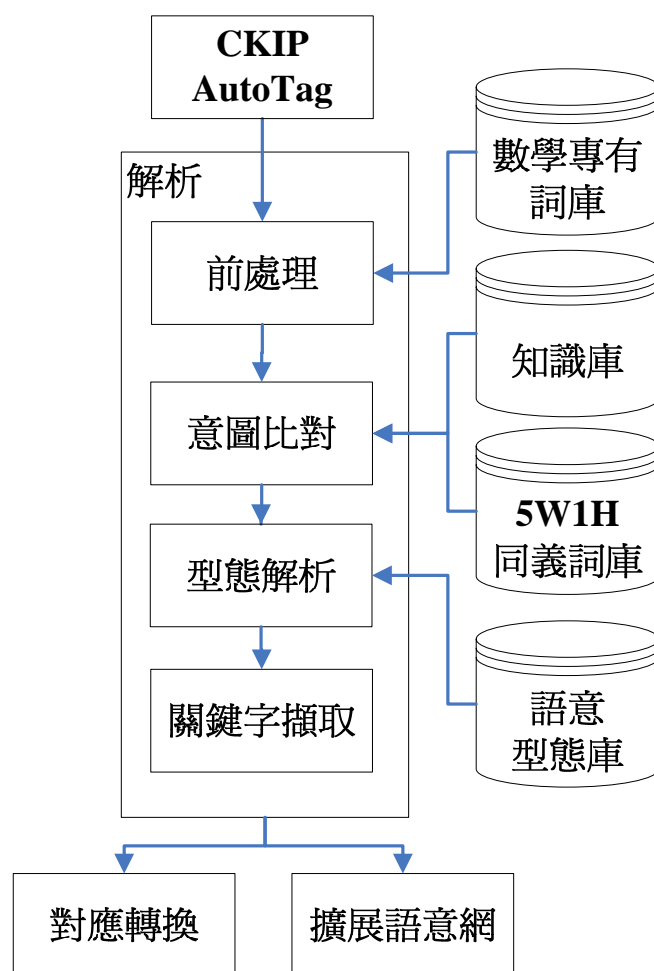 CKIP
AutoTag
解析
前處理
意圖比對
型態解析
關鍵字擷取
數學專有
詞庫
知識庫
5W1H
同義詞庫
語意
型態庫
對應轉換
擴展語意網